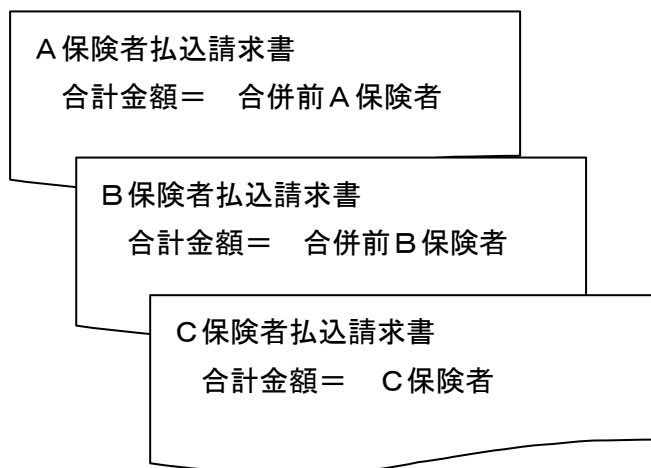 A保険者払込請求書
合計金額＝　合併前A保険者
B保険者払込請求書
合計金額＝　合併前B保険者
C保険者払込請求書
合計金額＝　C保険者